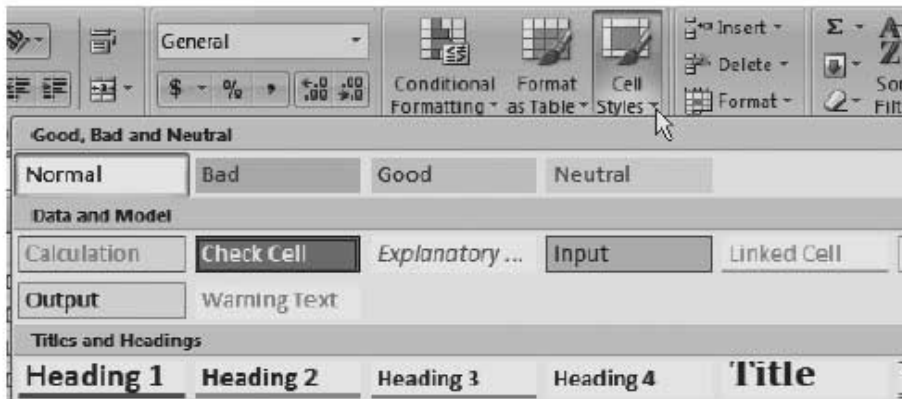 General
Insert
Σ
$ % ,
Conditional Formatting
Format as Table
Cell Styles
Delete
Format
Good, Bad and Neutral
Normal Bad Good Neutral
Data and Model
Calculation Check Cell Explanatory ... Input Linked Cell
Output Warning Text
Titles and Headings
Heading 1 Heading 2 Heading 3 Heading 4 Title